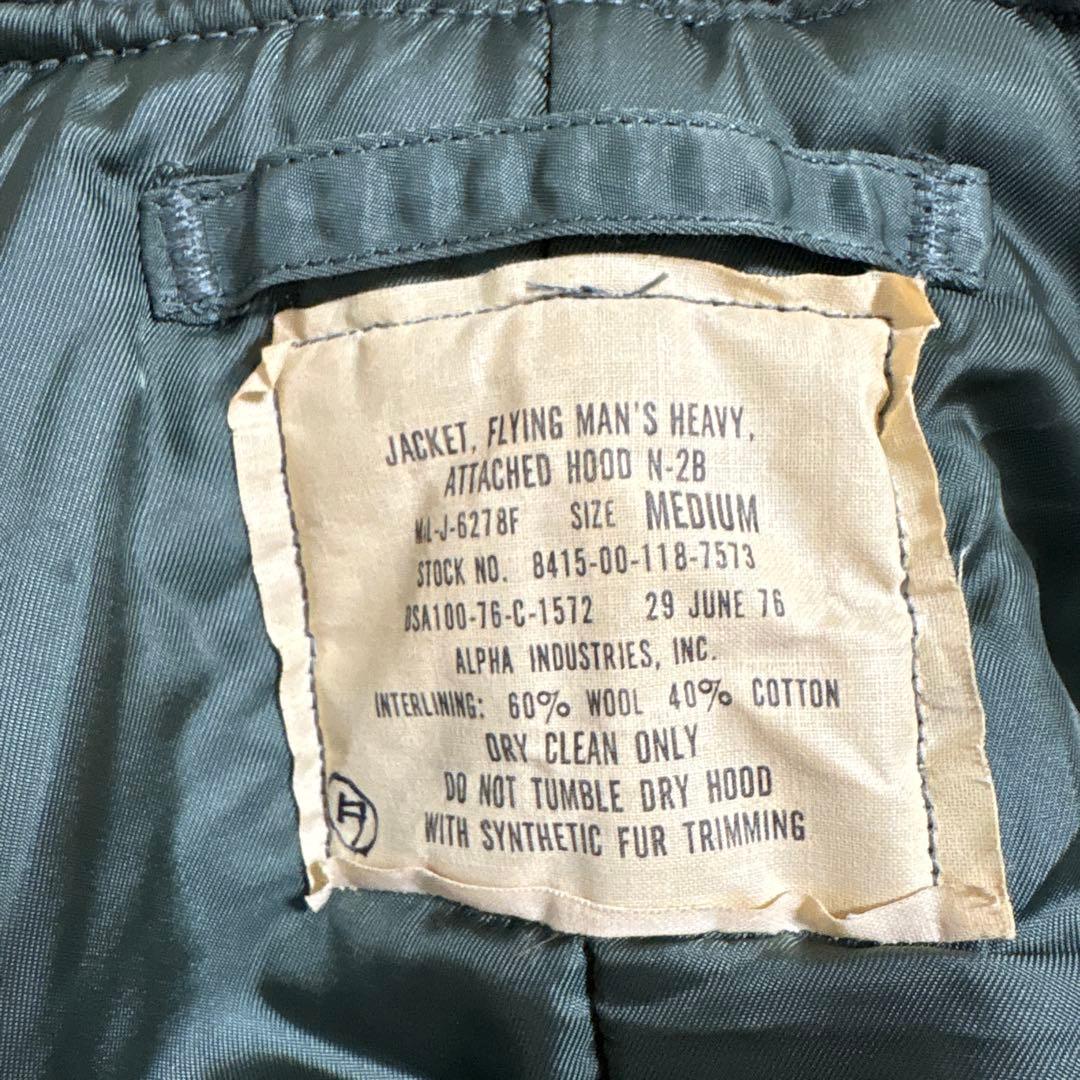 JACKET, FLYING MAN'S HEAVY,
ATTACHED HOOD N-2B
MIL-J-6278F SIZE MEDIUM
STOCK NO. 8415-00-118-7573
DSA100-76-C-1572 29 JUNE 76
ALPHA INDUSTRIES, INC.
INTERLINING: 60% WOOL 40% COTTON
DRY CLEAN ONLY
DO NOT TUMBLE DRY HOOD
WITH SYNTHETIC FUR TRIMMING
H